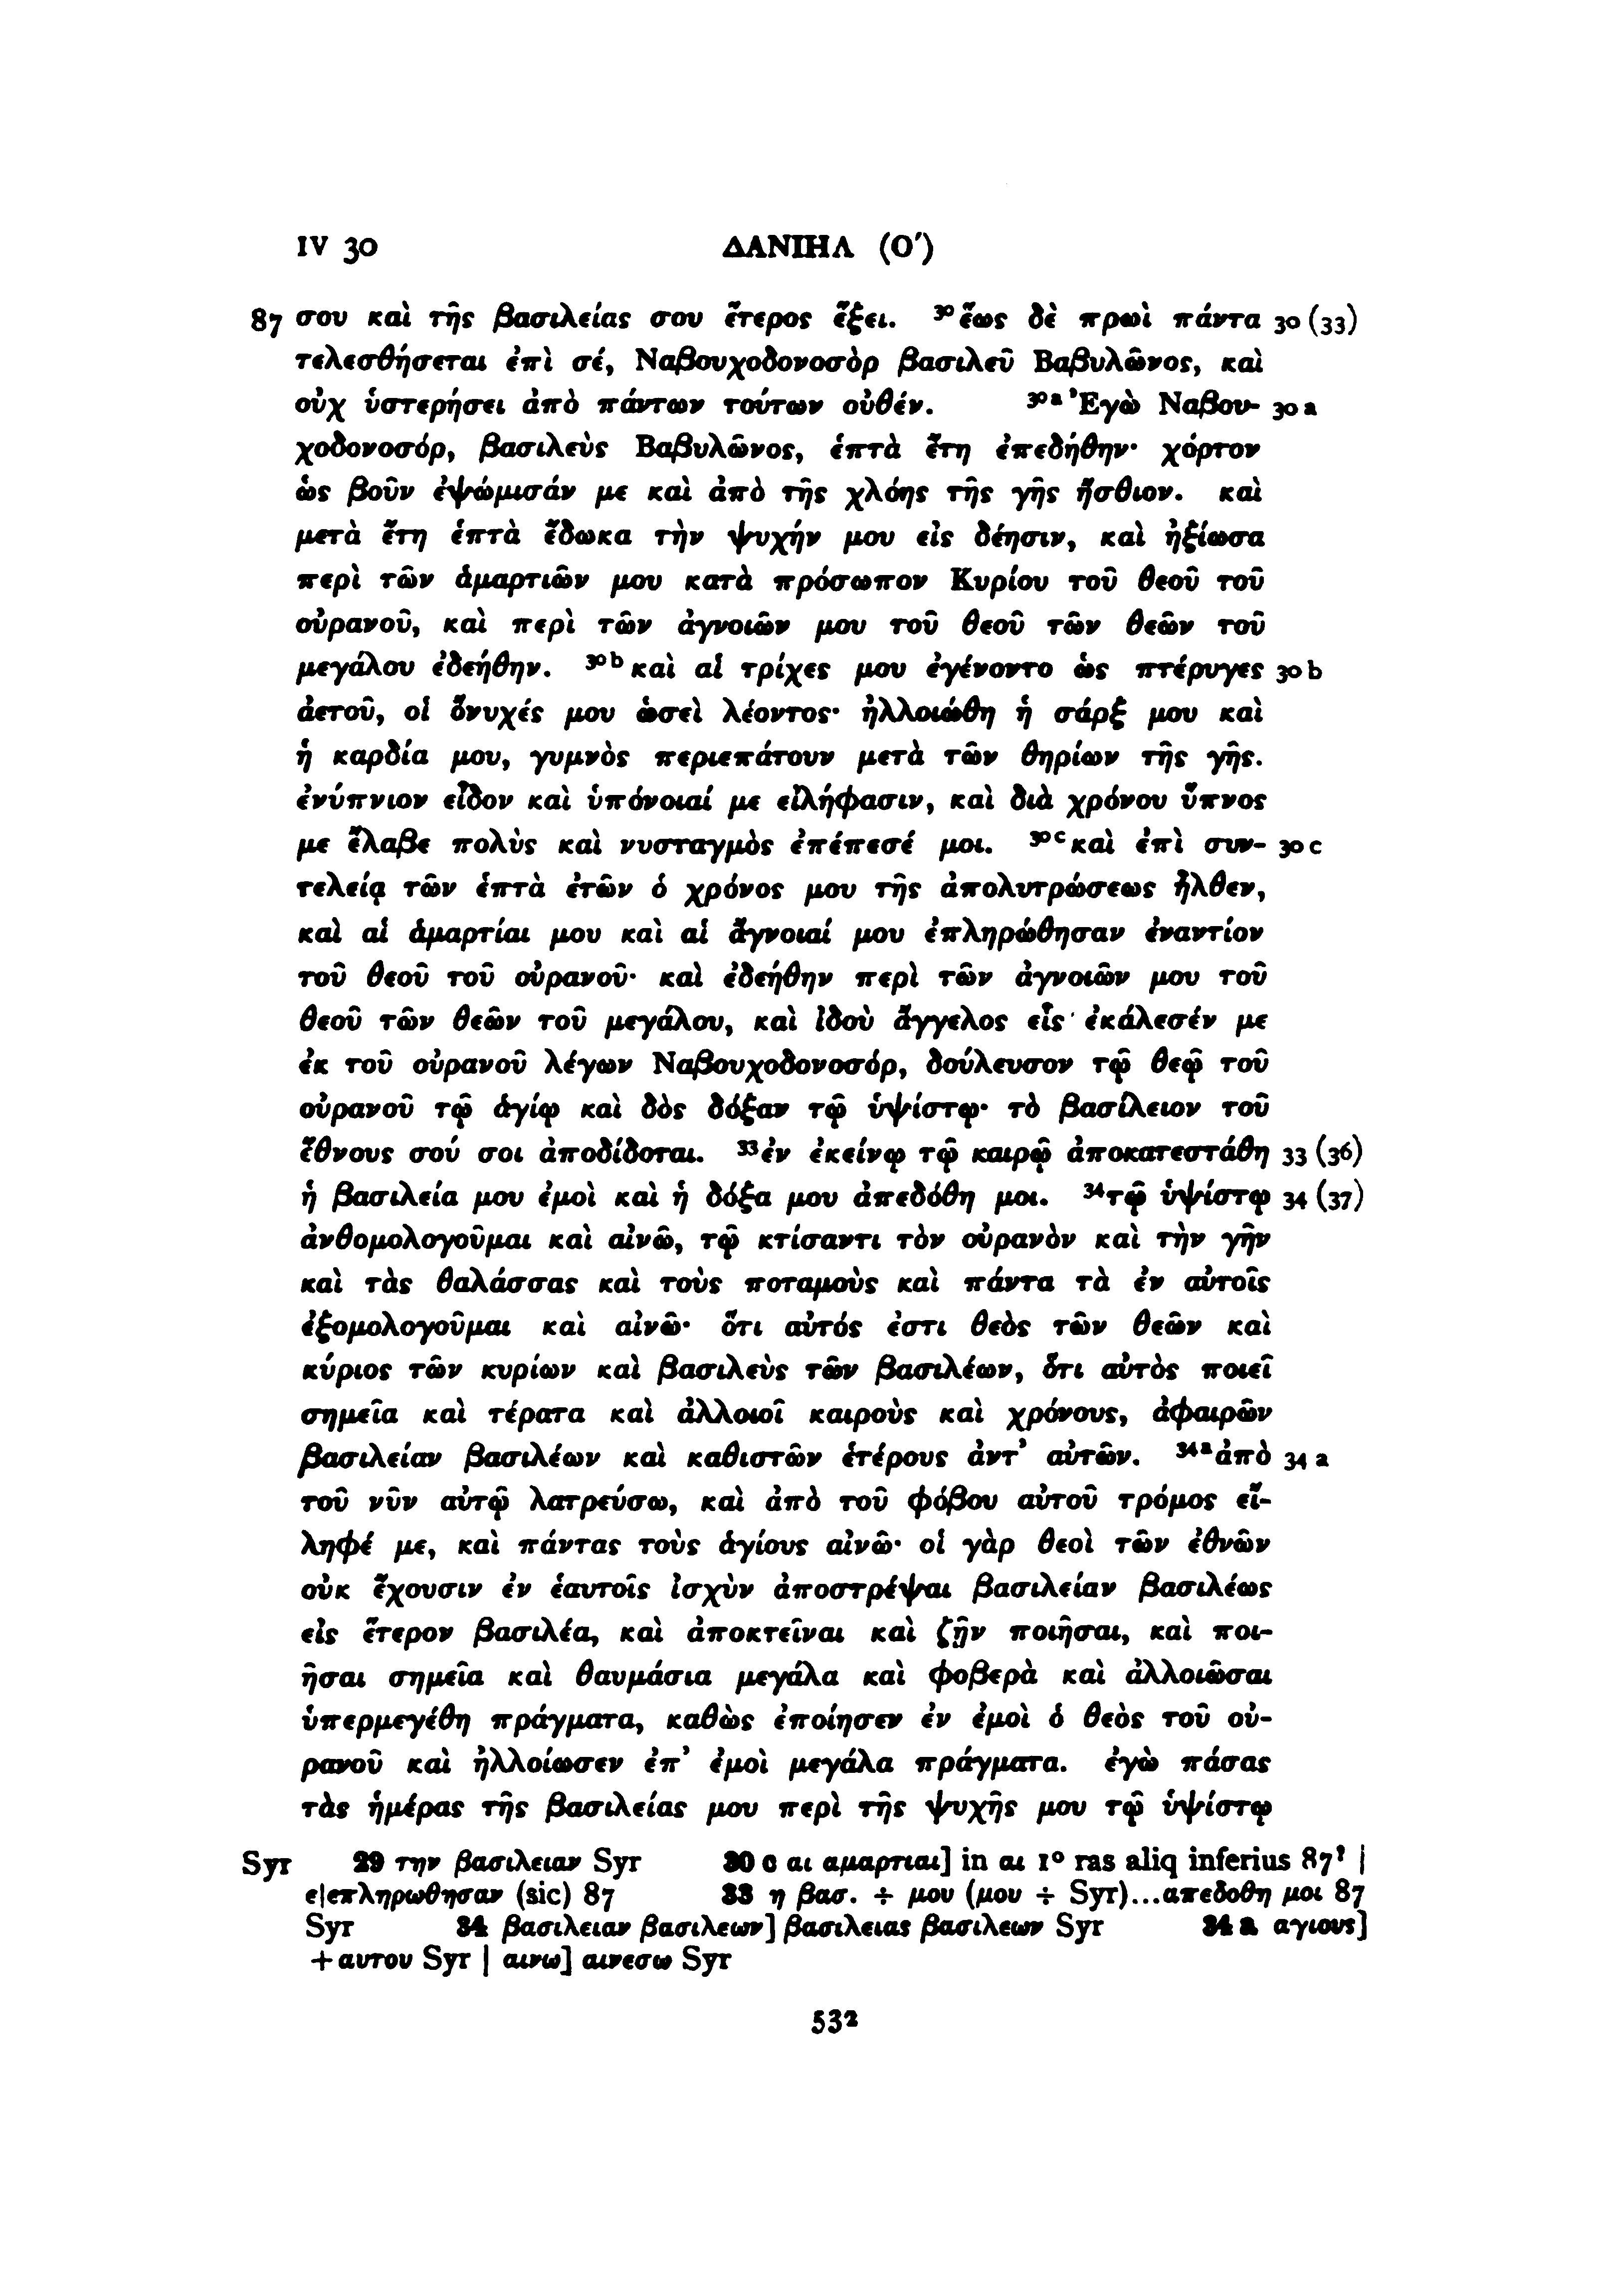 IV 30 ΔΑΝΙΗΛ (Ο′)
87 σου καὶ τῆς βασιλείας σου ἕτερος ἕξει. ³⁰ἕως δὲ πρωὶ πάντα 30 (33)
τελεσθήσεται ἐπὶ σέ, Ναβουχοδονοσὸρ βασιλεῦ Βαβυλῶνος, καὶ
οὐχ ὑστερήσει ἀπὸ πάντων τούτων οὐθέν. ³⁰ᵃἘγὼ Ναβου- 30 a
χοδονοσόρ, βασιλεὺς Βαβυλῶνος, ἑπτὰ ἔτη ἐπεδήθην· χόρτον
ὡς βοῦν ἐψώμισάν με καὶ ἀπὸ τῆς χλόης τῆς γῆς ἤσθιον. καὶ
μετὰ ἔτη ἑπτὰ ἔδωκα τὴν ψυχήν μου εἰς δέησιν, καὶ ἠξίωσα
περὶ τῶν ἁμαρτιῶν μου κατὰ πρόσωπον Κυρίου τοῦ θεοῦ τοῦ
οὐρανοῦ, καὶ περὶ τῶν ἀγνοιῶν μου τοῦ θεοῦ τῶν θεῶν τοῦ
μεγάλου ἐδεήθην. ³⁰ᵇκαὶ αἱ τρίχες μου ἐγένοντο ὡς πτέρυγες 30 b
ἀετοῦ, οἱ ὄνυχές μου ὡσεὶ λέοντος· ἠλλοιώθη ἡ σάρξ μου καὶ
ἡ καρδία μου, γυμνὸς περιεπάτουν μετὰ τῶν θηρίων τῆς γῆς.
ἐνύπνιον εἶδον καὶ ὑπόνοιαί με εἰλήφασιν, καὶ διὰ χρόνου ὕπνος
με ἔλαβε πολὺς καὶ νυσταγμὸς ἐπέπεσέ μοι. ³⁰ᶜκαὶ ἐπὶ συν- 30 c
τελείᾳ τῶν ἑπτὰ ἐτῶν ὁ χρόνος μου τῆς ἀπολυτρώσεως ἦλθεν,
καὶ αἱ ἁμαρτίαι μου καὶ αἱ ἄγνοιαί μου ἐπληρώθησαν ἐναντίον
τοῦ θεοῦ τοῦ οὐρανοῦ· καὶ ἐδεήθην περὶ τῶν ἀγνοιῶν μου τοῦ
θεοῦ τῶν θεῶν τοῦ μεγάλου, καὶ ἰδοὺ ἄγγελος εἷς ἐκάλεσέν με
ἐκ τοῦ οὐρανοῦ λέγων Ναβουχοδονοσόρ, δούλευσον τῷ θεῷ τοῦ
οὐρανοῦ τῷ ἁγίῳ καὶ δὸς δόξαν τῷ ὑψίστῳ· τὸ βασίλειον τοῦ
ἔθνους σού σοι ἀποδίδοται. ³³ἐν ἐκείνῳ τῷ καιρῷ ἀποκατεστάθη 33 (36)
ἡ βασιλεία μου ἐμοὶ καὶ ἡ δόξα μου ἀπεδόθη μοι. ³⁴τῷ ὑψίστῳ 34 (37)
ἀνθομολογοῦμαι καὶ αἰνῶ, τῷ κτίσαντι τὸν οὐρανὸν καὶ τὴν γῆν
καὶ τὰς θαλάσσας καὶ τοὺς ποταμοὺς καὶ πάντα τὰ ἐν αὐτοῖς
ἐξομολογοῦμαι καὶ αἰνῶ· ὅτι αὐτός ἐστι θεὸς τῶν θεῶν καὶ
κύριος τῶν κυρίων καὶ βασιλεὺς τῶν βασιλέων, ὅτι αὐτὸς ποιεῖ
σημεῖα καὶ τέρατα καὶ ἀλλοιοῖ καιροὺς καὶ χρόνους, ἀφαιρῶν
βασιλείαν βασιλέων καὶ καθιστῶν ἑτέρους ἀντ’ αὐτῶν. ³⁴ᵃἀπὸ 34 a
τοῦ νῦν αὐτῷ λατρεύσω, καὶ ἀπὸ τοῦ φόβου αὐτοῦ τρόμος εἴ-
ληφέ με, καὶ πάντας τοὺς ἁγίους αἰνῶ· οἱ γὰρ θεοὶ τῶν ἐθνῶν
οὐκ ἔχουσιν ἐν ἑαυτοῖς ἰσχὺν ἀποστρέψαι βασιλείαν βασιλέως
εἰς ἕτερον βασιλέα, καὶ ἀποκτεῖναι καὶ ζῆν ποιῆσαι, καὶ ποι-
ῆσαι σημεῖα καὶ θαυμάσια μεγάλα καὶ φοβερὰ καὶ ἀλλοιῶσαι
ὑπερμεγέθη πράγματα, καθὼς ἐποίησεν ἐν ἐμοὶ ὁ θεὸς τοῦ οὐ-
ρανοῦ καὶ ἠλλοίωσεν ἐπ’ ἐμοὶ μεγάλα πράγματα. ἐγὼ πάσας
τὰς ἡμέρας τῆς βασιλείας μου περὶ τῆς ψυχῆς μου τῷ ὑψίστῳ
Syr 29 την βασιλειαν Syr 30 c αι αμαρτιαι] in αι 1° ras aliq inferius 87? |
ε|επληρωθησαν (sic) 87 33 η βασ. ÷ μου (μου ÷ Syr)...απεδοθη μοι 87
Syr 34 βασιλειαν βασιλεων] βασιλειας βασιλεων Syr 34 a αγιους]
+ αυτου Syr | αινω] αινεσω Syr
532